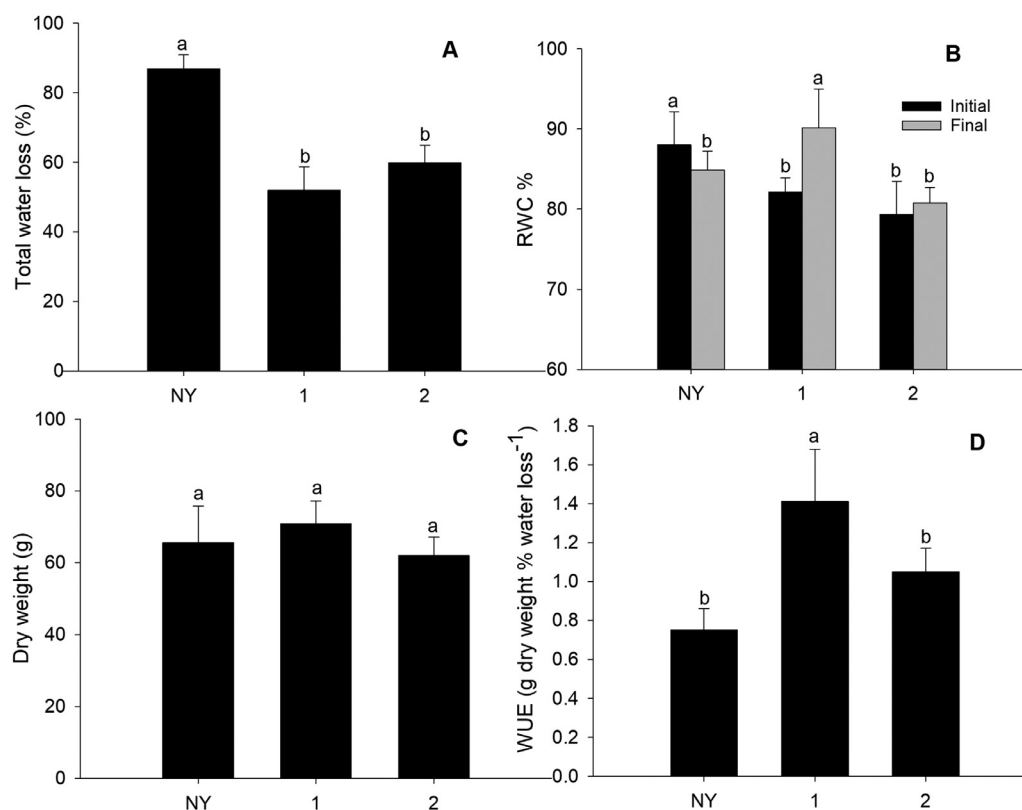 A
Total water loss (%)
100
80
60
40
20
0
a
b
b
NY 1 2
B
RWC %
100
90
80
70
60
Initial
Final
a
b
b
a
b
b
NY 1 2
C
Dry weight (g)
100
80
60
40
20
0
a
a
a
NY 1 2
D
WUE (g dry weight % water loss⁻¹)
1.8
1.6
1.4
1.2
1.0
0.8
0.6
0.4
0.2
0.0
b
a
b
NY 1 2